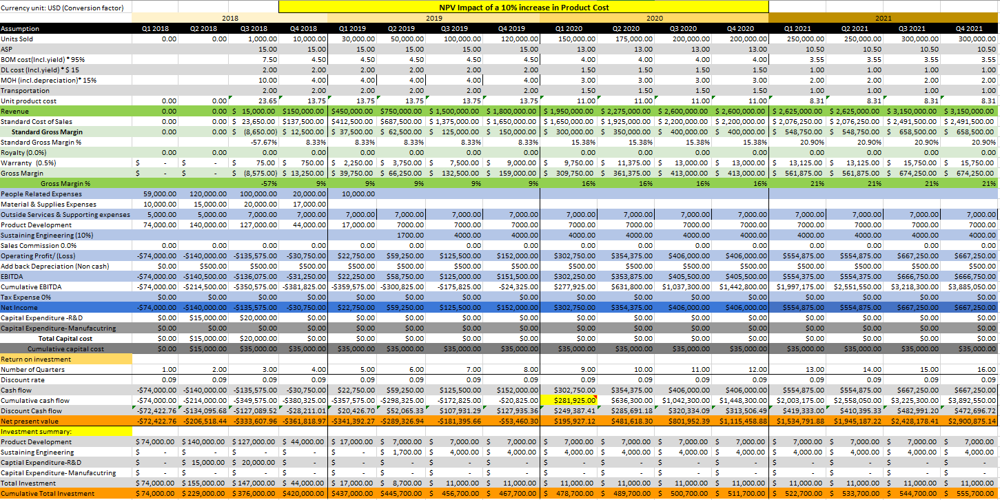 Currency unit: USD (Conversion factor) NPV Impact of a 10% increase in Product Cost
2018 2019 2020 2021
Assumption Q1 2018 Q2 2018 Q3 2018 Q4 2018 Q1 2019 Q2 2019 Q3 2019 Q4 2019 Q1 2020 Q2 2020 Q3 2020 Q4 2020 Q1 2021 Q2 2021 Q3 2021 Q4 2021
Units Sold 0.00 0.00 1,000.00 10,000.00 30,000.00 50,000.00 100,000.00 120,000.00 150,000.00 175,000.00 200,000.00 200,000.00 250,000.00 250,000.00 300,000.00 300,000.00
ASP 15.00 15.00 15.00 15.00 15.00 15.00 13.00 13.00 13.00 13.00 10.50 10.50 10.50 10.50
BOM cost(Incl.yield) * 95% 7.50 4.50 4.50 4.50 4.50 4.50 4.00 4.00 4.00 4.00 3.55 3.55 3.55 3.55
DL cost (Incl.yield) * $ 15 2.00 2.00 2.00 2.00 2.00 2.00 1.50 1.50 1.50 1.50 1.00 1.00 1.00 1.00
MOH (incl.depreciation)* 15% 10.00 4.00 4.00 4.00 4.00 4.00 3.00 3.00 3.00 3.00 2.00 2.00 2.00 2.00
Transportation 2.00 2.00 2.00 2.00 2.00 2.00 1.50 1.50 1.50 1.50 1.00 1.00 1.00 1.00
Unit product cost 0.00 0.00 23.65 13.75 13.75 13.75 13.75 13.75 11.00 11.00 11.00 11.00 8.31 8.31 8.31 8.31
Revenue 0.00 0.00 $ 15,000.00 $150,000.00 $450,000.00 $750,000.00 $ 1,500,000.00 $ 1,800,000.00 $ 1,950,000.00 $ 2,275,000.00 $ 2,600,000.00 $ 2,600,000.00 $ 2,625,000.00 $ 2,625,000.00 $ 3,150,000.00 $ 3,150,000.00
Standard Cost of Sales 0.00 0.00 $ 23,650.00 $137,500.00 $412,500.00 $687,500.00 $ 1,375,000.00 $ 1,650,000.00 $ 1,650,000.00 $ 1,925,000.00 $ 2,200,000.00 $ 2,200,000.00 $ 2,076,250.00 $ 2,076,250.00 $ 2,491,500.00 $ 2,491,500.00
Standard Gross Margin 0.00 0.00 $ (8,650.00) $ 12,500.00 $ 37,500.00 $ 62,500.00 $ 125,000.00 $ 150,000.00 $ 300,000.00 $ 350,000.00 $ 400,000.00 $ 400,000.00 $ 548,750.00 $ 548,750.00 $ 658,500.00 $ 658,500.00
Standard Gross Margin % -57.67% 8.33% 8.33% 8.33% 8.33% 8.33% 15.38% 15.38% 15.38% 15.38% 20.90% 20.90% 20.90% 20.90%
Royalty (0.0%) 0.00 0.00 0.00 0.00 0.00 0.00 0.00 0.00 0.00 0.00 0.00 0.00 0.00 0.00 0.00 0.00
Warranty (0.5%) $ - $ - $ 75.00 $ 750.00 $ 2,250.00 $ 3,750.00 $ 7,500.00 $ 9,000.00 $ 9,750.00 $ 11,375.00 $ 13,000.00 $ 13,000.00 $ 13,125.00 $ 13,125.00 $ 15,750.00 $ 15,750.00
Gross Margin $ - $ - $ (8,575.00) $ 13,250.00 $ 39,750.00 $ 66,250.00 $ 132,500.00 $ 159,000.00 $ 309,750.00 $ 361,375.00 $ 413,000.00 $ 413,000.00 $ 561,875.00 $ 561,875.00 $ 674,250.00 $ 674,250.00
Gross Margin % -57% 9% 9% 9% 9% 9% 16% 16% 16% 16% 21% 21% 21% 21%
People Related Expenses 59,000.00 120,000.00 100,000.00 20,000.00 10,000.00
Material & Supplies Expenses 10,000.00 15,000.00 20,000.00 17,000.00
Outside Services & Supporting expenses 5,000.00 5,000.00 7,000.00 7,000.00 7,000.00 7,000.00 7,000.00 7,000.00 7,000.00 7,000.00 7,000.00 7,000.00 7,000.00 7,000.00 7,000.00 7,000.00
Product Development 74,000.00 140,000.00 127,000.00 44,000.00 17,000.00 7000.00 7000.00 7000.00 7000.00 7000.00 7000.00 7000.00 7000.00 7000.00 7000.00 7000.00
Sustaining Engineering (10%) 1700.00 4000.00 4000.00 4000.00 4000.00 4000.00 4000.00 4000.00 4000.00 4000.00 4000.00
Sales Commission 0.0% 0.00 0.00 0.00 0.00 0.00 0.00 0.00 0.00 0.00 0.00 0.00 0.00 0.00 0.00 0.00 0.00
Operating Profit/ (Loss) -$74,000.00 -$140,000.00 -$135,575.00 -$30,750.00 $22,750.00 $59,250.00 $125,500.00 $152,000.00 $302,750.00 $354,375.00 $406,000.00 $406,000.00 $554,875.00 $554,875.00 $667,250.00 $667,250.00
Add back Depreciation (Non cash) $0.00 $500.00 $500.00 $500.00 $500.00 $500.00 $500.00 $500.00 $500.00 $500.00 $500.00 $500.00 $500.00 $500.00 $500.00 $500.00
EBITDA -$74,000.00 -$140,500.00 -$136,075.00 -$31,250.00 $22,250.00 $58,750.00 $125,000.00 $151,500.00 $302,250.00 $353,875.00 $405,500.00 $405,500.00 $554,375.00 $554,375.00 $666,750.00 $666,750.00
Cumulative EBITDA -$74,000.00 -$214,500.00 -$350,575.00 -$381,825.00 -$359,575.00 -$300,825.00 -$175,825.00 -$24,325.00 $277,925.00 $631,800.00 $1,037,300.00 $1,442,800.00 $1,997,175.00 $2,551,550.00 $3,218,300.00 $3,885,050.00
Tax Expense 0% $0.00 $0.00 $0.00 $0.00 $0.00 $0.00 $0.00 $0.00 $0.00 $0.00 $0.00 $0.00 $0.00 $0.00 $0.00 $0.00
Net Income -$74,000.00 -$140,000.00 -$135,575.00 -$30,750.00 $22,750.00 $59,250.00 $125,500.00 $152,000.00 $302,750.00 $354,375.00 $406,000.00 $406,000.00 $554,875.00 $554,875.00 $667,250.00 $667,250.00
Capital Expenditure -R&D $0.00 $15,000.00 $20,000.00 $0.00 $0.00 $0.00 $0.00 $0.00 $0.00 $0.00 $0.00 $0.00 $0.00 $0.00 $0.00 $0.00
Capital Expenditure- Manufacutring $0.00 $0.00 $0.00 $0.00 $0.00 $0.00 $0.00 $0.00 $0.00 $0.00 $0.00 $0.00 $0.00 $0.00 $0.00 $0.00
Total Capital cost $0.00 $15,000.00 $20,000.00 $0.00 $0.00 $0.00 $0.00 $0.00 $0.00 $0.00 $0.00 $0.00 $0.00 $0.00 $0.00 $0.00
Cumulative capital cost $0.00 $15,000.00 $35,000.00 $35,000.00 $35,000.00 $35,000.00 $35,000.00 $35,000.00 $35,000.00 $35,000.00 $35,000.00 $35,000.00 $35,000.00 $35,000.00 $35,000.00 $35,000.00
Return on investment
Number of Quarters 1.00 2.00 3.00 4.00 5.00 6.00 7.00 8.00 9.00 10.00 11.00 12.00 13.00 14.00 15.00 16.00
Discount rate 0.09 0.09 0.09 0.09 0.09 0.09 0.09 0.09 0.09 0.09 0.09 0.09 0.09 0.09 0.09 0.09
Cash flow -$74,000.00 -$140,000.00 -$135,575.00 -$30,750.00 $22,750.00 $59,250.00 $125,500.00 $152,000.00 $302,750.00 $354,375.00 $406,000.00 $406,000.00 $554,875.00 $554,875.00 $667,250.00 $667,250.00
Cumulative cash flow -$74,000.00 -$214,000.00 -$349,575.00 -$380,325.00 -$357,575.00 -$298,325.00 -$172,825.00 -$20,825.00 $281,925.00 $636,300.00 $1,042,300.00 $1,448,300.00 $2,003,175.00 $2,558,050.00 $3,225,300.00 $3,892,550.00
Discount Cash flow -$72,422.76 -$134,095.68 -$127,089.52 -$28,211.01 $20,426.70 $52,065.33 $107,931.29 $127,935.36 $249,387.41 $285,691.18 $320,334.09 $313,506.49 $419,333.00 $410,395.33 $482,991.20 $472,696.72
Net present value -$72,422.76 -$206,518.44 -$333,607.96 -$361,818.97 -$341,392.27 -$289,326.94 -$181,395.66 -$53,460.30 $195,927.12 $481,618.30 $801,952.39 $1,115,458.88 $1,534,791.88 $1,945,187.22 $2,428,178.41 $2,900,875.14
Investment summary:
Product Development $ 74,000.00 $ 140,000.00 $ 127,000.00 $ 44,000.00 $ 17,000.00 $ 7,000.00 $ 7,000.00 $ 7,000.00 $ 7,000.00 $ 7,000.00 $ 7,000.00 $ 7,000.00 $ 7,000.00 $ 7,000.00 $ 7,000.00 $ 7,000.00
Sustaining Engineering $ - $ - $ - $ - $ - $ 1,700.00 $ 4,000.00 $ 4,000.00 $ 4,000.00 $ 4,000.00 $ 4,000.00 $ 4,000.00 $ 4,000.00 $ 4,000.00 $ 4,000.00 $ 4,000.00
Captial Expenditure-R&D $ - $ 15,000.00 $ 20,000.00 $ - $ - $ - $ - $ - $ - $ - $ - $ - $ - $ - $ - $ -
Capital Expenditure- Manufacutring $ - $ - $ - $ - $ - $ - $ - $ - $ - $ - $ - $ - $ - $ - $ - $ -
Total Investment $ 74,000.00 $ 155,000.00 $ 147,000.00 $ 44,000.00 $ 17,000.00 $ 8,700.00 $ 11,000.00 $ 11,000.00 $ 11,000.00 $ 11,000.00 $ 11,000.00 $ 11,000.00 $ 11,000.00 $ 11,000.00 $ 11,000.00 $ 11,000.00
Cumulative Total Investment $ 74,000.00 $ 229,000.00 $ 376,000.00 $420,000.00 $437,000.00 $445,700.00 $ 456,700.00 $ 467,700.00 $ 478,700.00 $ 489,700.00 $ 500,700.00 $ 511,700.00 $ 522,700.00 $ 533,700.00 $ 544,700.00 $ 555,700.00